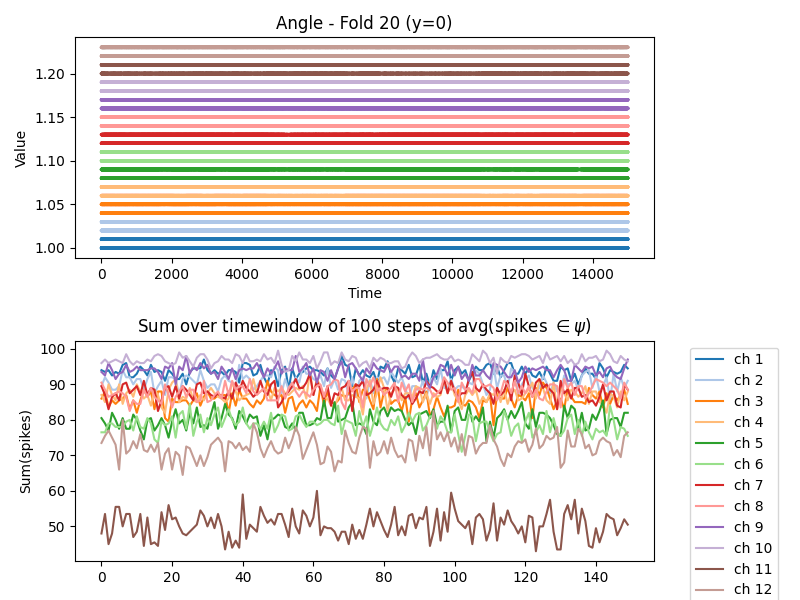 Angle - Fold 20 (y=0)
Value
1.20
1.15
1.10
1.05
1.00
0 2000 4000 6000 8000 10000 12000 14000
Time
Sum over timewindow of 100 steps of avg(spikes ∈ψ)
Sum(spikes)
100
90
80
70
60
50
0 20 40 60 80 100 120 140
ch 1
ch 2
ch 3
ch 4
ch 5
ch 6
ch 7
ch 8
ch 9
ch 10
ch 11
ch 12